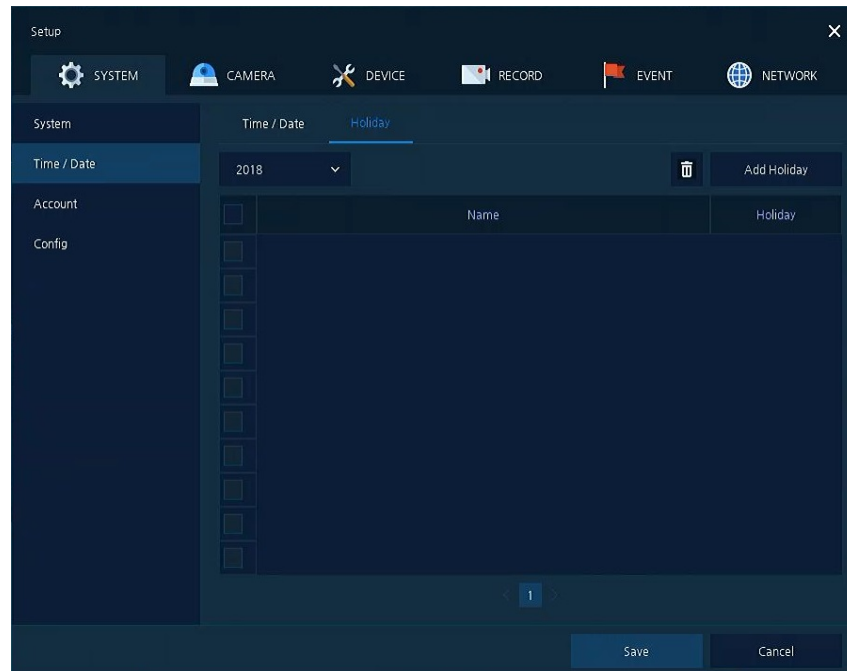 Setup
SYSTEM CAMERA DEVICE RECORD EVENT NETWORK
System
Time / Date
Account
Config
Time / Date Holiday
2018 Add Holiday
Name Holiday
1
Save Cancel